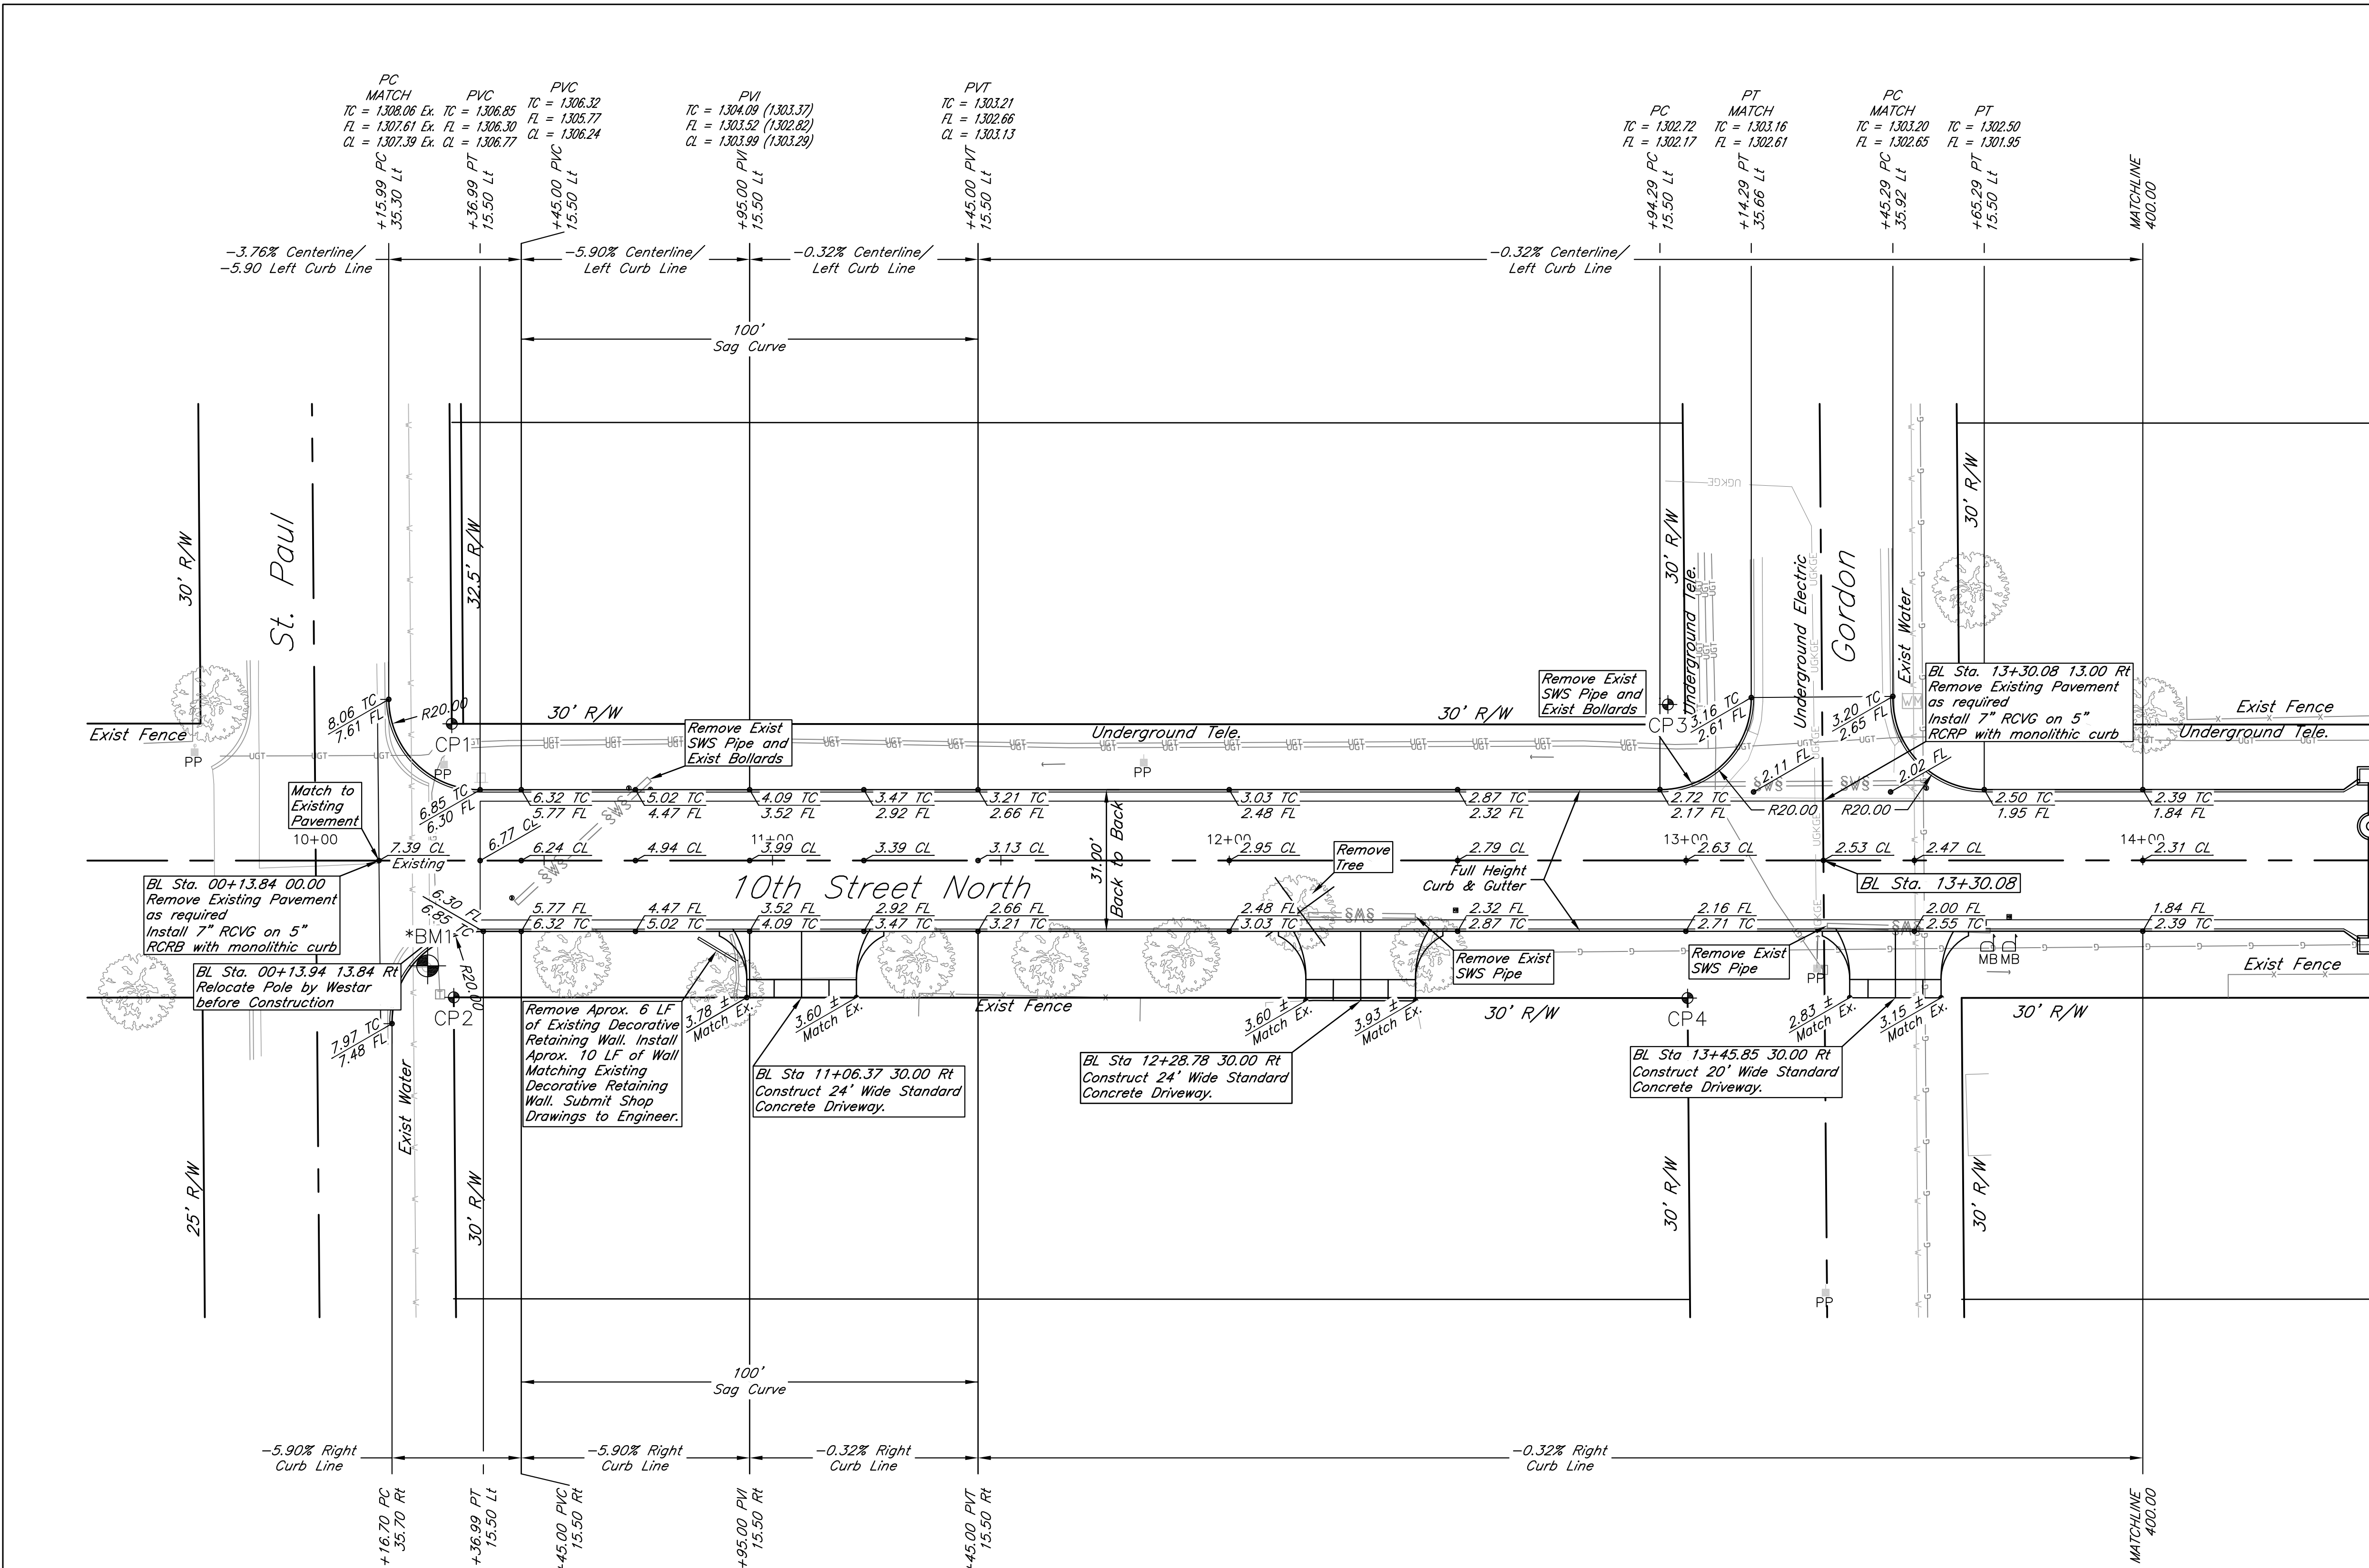 PC
MATCH
TC = 1308.06 Ex.
FL = 1307.61 Ex.
CL = 1307.39 Ex.
PVC
TC = 1306.85
FL = 1306.30
CL = 1306.77
PVC
TC = 1306.32
FL = 1305.77
CL = 1306.24
PVI
TC = 1304.09 (1303.37)
FL = 1303.52 (1302.82)
CL = 1303.99 (1303.29)
PVT
TC = 1303.21
FL = 1302.66
CL = 1303.13
PC
TC = 1302.72
FL = 1302.17
PT
MATCH
TC = 1303.16
FL = 1302.61
PC
MATCH
TC = 1303.20
FL = 1302.65
PT
TC = 1302.50
FL = 1301.95
+15.99 PC
35.30 Lt
+36.99 PT
15.50 Lt
+45.00 PVC
15.50 Lt
+95.00 PVI
15.50 Lt
+45.00 PVT
15.50 Lt
+94.29 PC
15.50 Lt
+14.29 PT
35.66 Lt
+45.29 PC
35.92 Lt
+65.29 PT
15.50 Lt
MATCHLINE
400.00
-3.76% Centerline/
-5.90 Left Curb Line
-5.90% Centerline/
Left Curb Line
-0.32% Centerline/
Left Curb Line
-0.32% Centerline/
Left Curb Line
100'
Sag Curve
30' R/W
St. Paul
32.5' R/W
30' R/W
Underground Tele.
Underground Electric
UGKGE
Gordon
Exist Water
30' R/W
Exist Fence
PP
8.06 TC
7.61 FL
R20.00
CP1
PP
30' R/W
Remove Exist
SWS Pipe and
Exist Bollards
Underground Tele.
PP
30' R/W
Remove Exist
SWS Pipe and
Exist Bollards
CP3
3.16 TC
2.61 FL
3.20 TC
2.65 FL
WM
BL Sta. 13+30.08 13.00 Rt
Remove Existing Pavement
as required
Install 7" RCVG on 5"
RCRP with monolithic curb
Exist Fence
Underground Tele.
Match to
Existing
Pavement
6.85 TC
6.30 FL
6.32 TC
5.77 FL
5.02 TC
4.47 FL
4.09 TC
3.52 FL
3.47 TC
2.92 FL
3.21 TC
2.66 FL
3.03 TC
2.48 FL
2.87 TC
2.32 FL
2.72 TC
2.17 FL
2.11 FL
2.02 FL
R20.00
R20.00
2.50 TC
1.95 FL
2.39 TC
1.84 FL
10+00
11+00
12+00
13+00
14+00
7.39 CL
Existing
6.77 CL
6.24 CL
4.94 CL
3.99 CL
3.39 CL
3.13 CL
2.95 CL
2.79 CL
2.63 CL
2.53 CL
2.47 CL
2.31 CL
31.00'
Back to Back
Remove
Tree
Full Height
Curb & Gutter
BL Sta. 13+30.08
10th Street North
BL Sta. 00+13.84 00.00
Remove Existing Pavement
as required
Install 7" RCVG on 5"
RCRB with monolithic curb
6.30 FL
6.85 TC
*BM1
5.77 FL
6.32 TC
4.47 FL
5.02 TC
3.52 FL
4.09 TC
2.92 FL
3.47 TC
2.66 FL
3.21 TC
2.48 FL
3.03 TC
2.32 FL
2.87 TC
2.16 FL
2.71 TC
2.00 FL
2.55 TC
1.84 FL
2.39 TC
BL Sta. 00+13.94 13.84 Rt
Relocate Pole by Westar
before Construction
R20.00
CP2
7.97 TC
7.48 FL
Remove Aprox. 6 LF
of Existing Decorative
Retaining Wall. Install
Aprox. 10 LF of Wall
Matching Existing
Decorative Retaining
Wall. Submit Shop
Drawings to Engineer.
3.78 ±
Match Ex.
3.60 ±
Match Ex.
Exist Fence
BL Sta 11+06.37 30.00 Rt
Construct 24' Wide Standard
Concrete Driveway.
3.60 ±
Match Ex.
3.93 ±
Match Ex.
BL Sta 12+28.78 30.00 Rt
Construct 24' Wide Standard
Concrete Driveway.
Remove Exist
SWS Pipe
30' R/W
Remove Exist
SWS Pipe
CP4
PP
2.83 ±
Match Ex.
3.15 ±
Match Ex.
MB MB
30' R/W
Exist Fence
BL Sta 13+45.85 30.00 Rt
Construct 20' Wide Standard
Concrete Driveway.
Exist Water
25' R/W
30' R/W
30' R/W
30' R/W
PP
100'
Sag Curve
-5.90% Right
Curb Line
-5.90% Right
Curb Line
-0.32% Right
Curb Line
-0.32% Right
Curb Line
+16.70 PC
35.70 Rt
+36.99 PT
15.50 Lt
+45.00 PVC
15.50 Rt
+95.00 PVI
15.50 Rt
+45.00 PVT
15.50 Rt
MATCHLINE
400.00